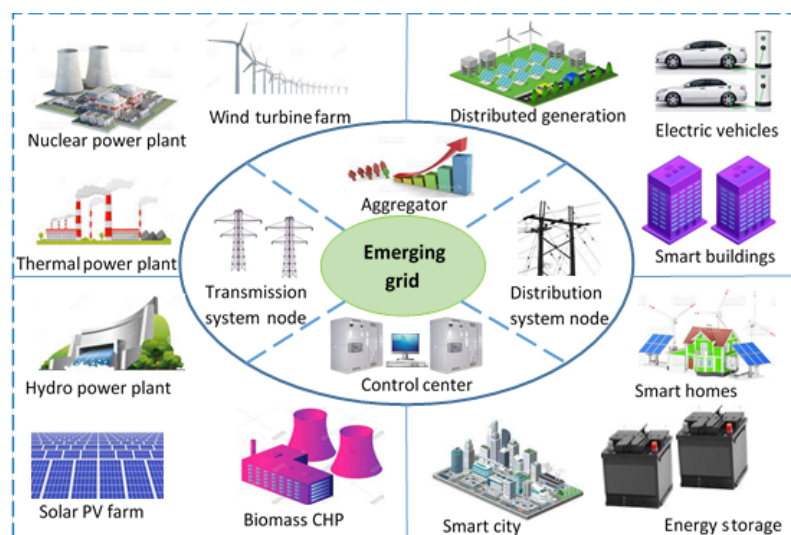 Nuclear power plant
Wind turbine farm
Distributed generation
Electric vehicles
Aggregator
Thermal power plant
Transmission
system node
Emerging
grid
Distribution
system node
Smart buildings
Hydro power plant
Control center
Smart homes
Solar PV farm
Biomass CHP
Smart city
Energy storage